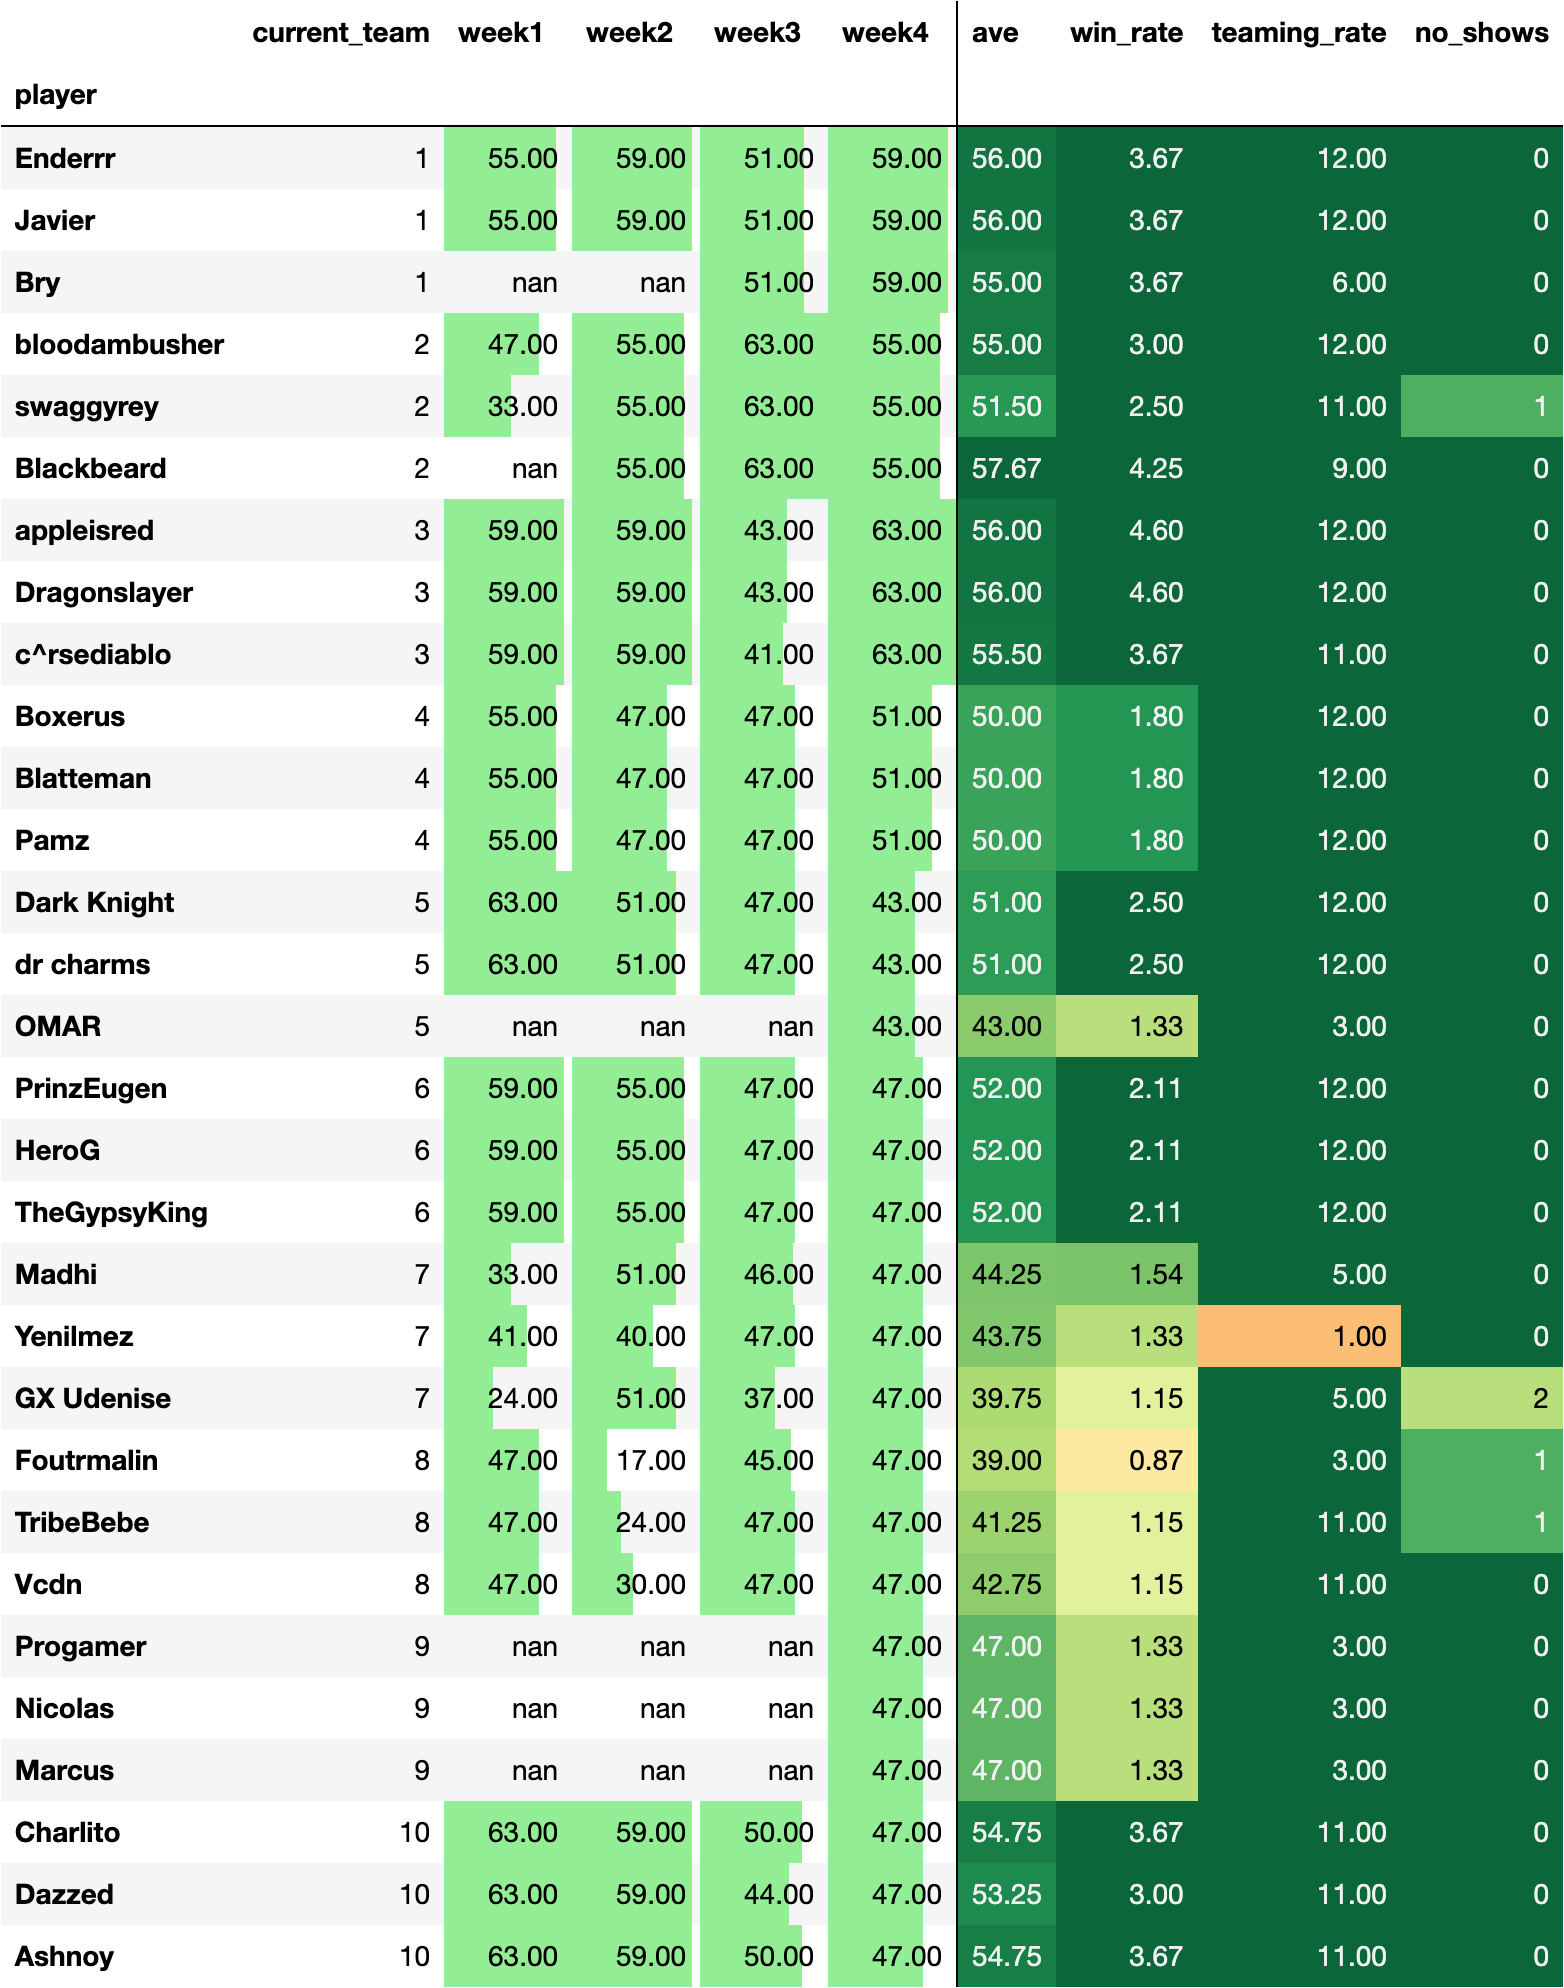 current_team week1 week2 week3 week4 ave win_rate teaming_rate no_shows
player
Enderrr 1 55.00 59.00 51.00 59.00 56.00 3.67 12.00 0
Javier 1 55.00 59.00 51.00 59.00 56.00 3.67 12.00 0
Bry 1 nan nan 51.00 59.00 55.00 3.67 6.00 0
bloodambusher 2 47.00 55.00 63.00 55.00 55.00 3.00 12.00 0
swaggyrey 2 33.00 55.00 63.00 55.00 51.50 2.50 11.00 1
Blackbeard 2 nan 55.00 63.00 55.00 57.67 4.25 9.00 0
appleisred 3 59.00 59.00 43.00 63.00 56.00 4.60 12.00 0
Dragonslayer 3 59.00 59.00 43.00 63.00 56.00 4.60 12.00 0
c^rsediablo 3 59.00 59.00 41.00 63.00 55.50 3.67 11.00 0
Boxerus 4 55.00 47.00 47.00 51.00 50.00 1.80 12.00 0
Blatteman 4 55.00 47.00 47.00 51.00 50.00 1.80 12.00 0
Pamz 4 55.00 47.00 47.00 51.00 50.00 1.80 12.00 0
Dark Knight 5 63.00 51.00 47.00 43.00 51.00 2.50 12.00 0
dr charms 5 63.00 51.00 47.00 43.00 51.00 2.50 12.00 0
OMAR 5 nan nan nan 43.00 43.00 1.33 3.00 0
PrinzEugen 6 59.00 55.00 47.00 47.00 52.00 2.11 12.00 0
HeroG 6 59.00 55.00 47.00 47.00 52.00 2.11 12.00 0
TheGypsyKing 6 59.00 55.00 47.00 47.00 52.00 2.11 12.00 0
Madhi 7 33.00 51.00 46.00 47.00 44.25 1.54 5.00 0
Yenilmez 7 41.00 40.00 47.00 47.00 43.75 1.33 1.00 0
GX Udenise 7 24.00 51.00 37.00 47.00 39.75 1.15 5.00 2
Foutrmalin 8 47.00 17.00 45.00 47.00 39.00 0.87 3.00 1
TribeBebe 8 47.00 24.00 47.00 47.00 41.25 1.15 11.00 1
Vcdn 8 47.00 30.00 47.00 47.00 42.75 1.15 11.00 0
Progamer 9 nan nan nan 47.00 47.00 1.33 3.00 0
Nicolas 9 nan nan nan 47.00 47.00 1.33 3.00 0
Marcus 9 nan nan nan 47.00 47.00 1.33 3.00 0
Charlito 10 63.00 59.00 50.00 47.00 54.75 3.67 11.00 0
Dazzed 10 63.00 59.00 44.00 47.00 53.25 3.00 11.00 0
Ashnoy 10 63.00 59.00 50.00 47.00 54.75 3.67 11.00 0